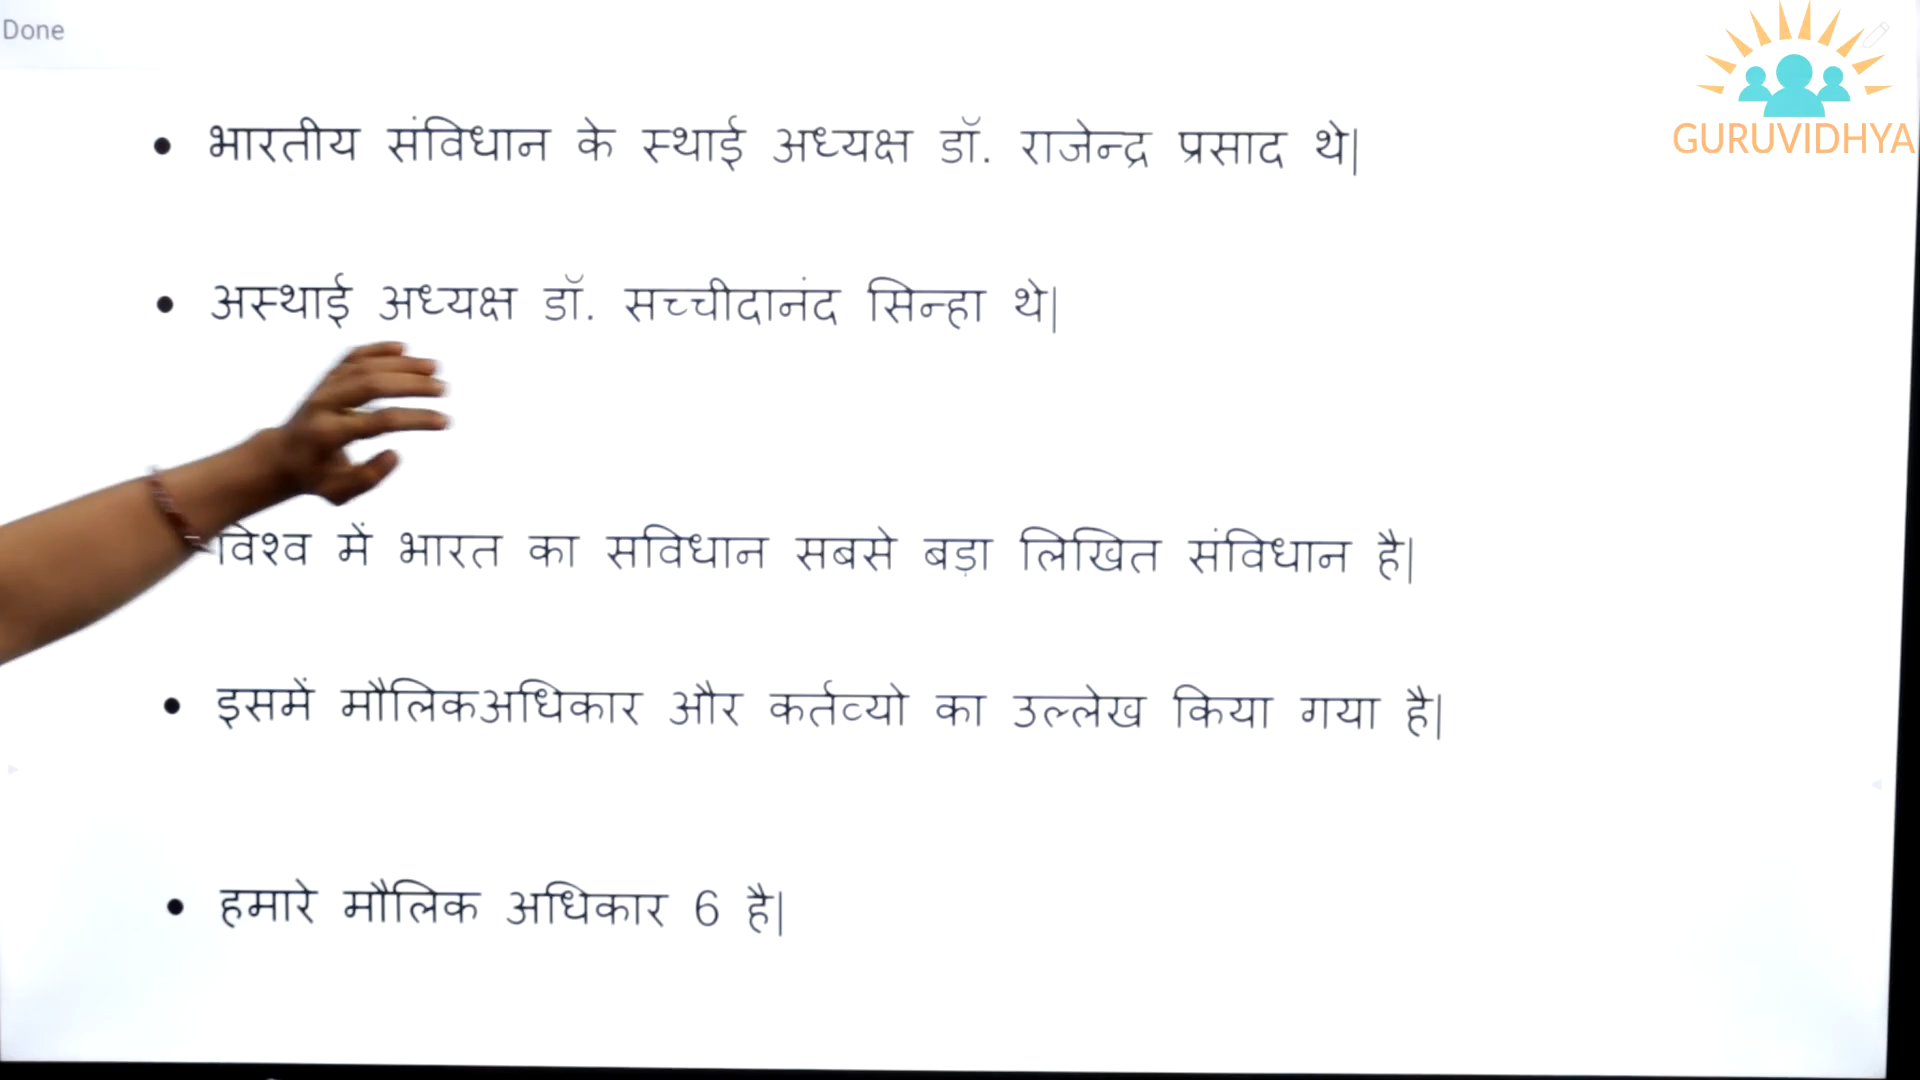 Done
GURUVIDHYA
भारतीय संविधान के स्थाई अध्यक्ष डॉ. राजेन्द्र प्रसाद थे|
अस्थाई अध्यक्ष डॉ. सच्चीदानंद सिन्हा थे|
विश्व में भारत का सविधान सबसे बड़ा लिखित संविधान है|
इसमें मौलिकअधिकार और कर्तव्यो का उल्लेख किया गया है|
हमारे मौलिक अधिकार 6 है|